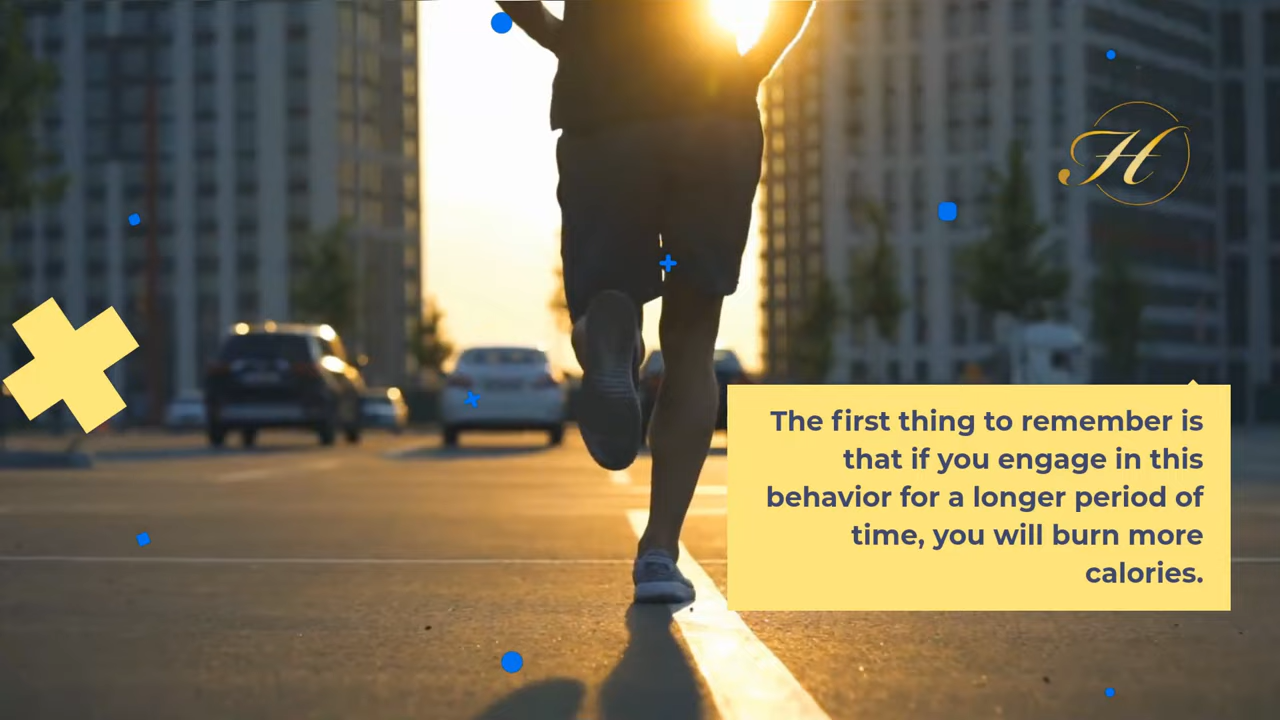 H
The first thing to remember is
that if you engage in this
behavior for a longer period of
time, you will burn more
calories.